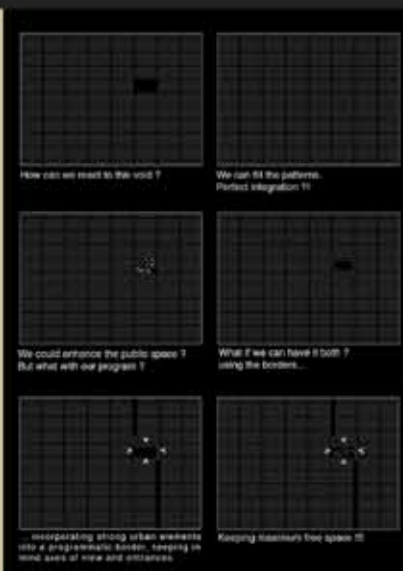 How can we react to this void ?
We can fill the patterns.
Perfect integration ?!
We could enhance the public space ?
But what with our program ?
What if we can have it both ?
using the borders...
... incorporating strong urban elements
into a programmatic border, keeping in
mind axes of view and entrances
Keeping maximum free space !!!